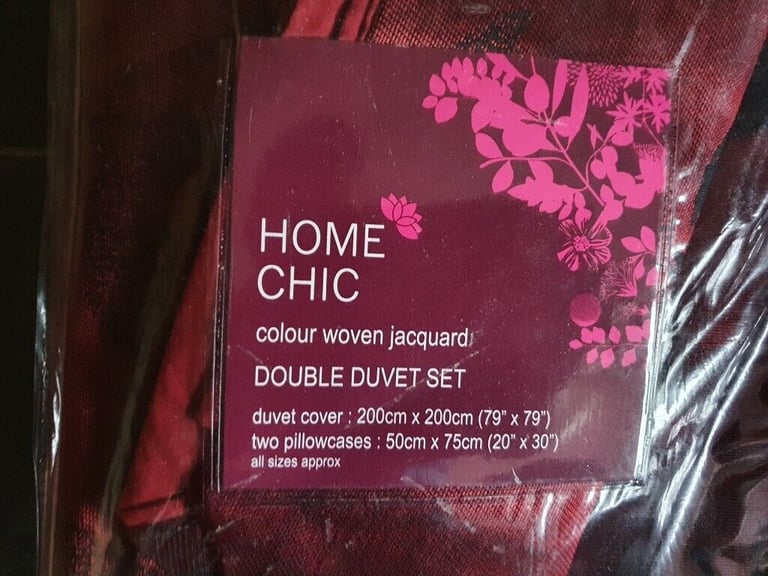 HOME
CHIC
colour woven jacquard
DOUBLE DUVET SET
duvet cover : 200cm x 200cm (79" x 79")
two pillowcases : 50cm x 75cm (20" x 30")
all sizes approx